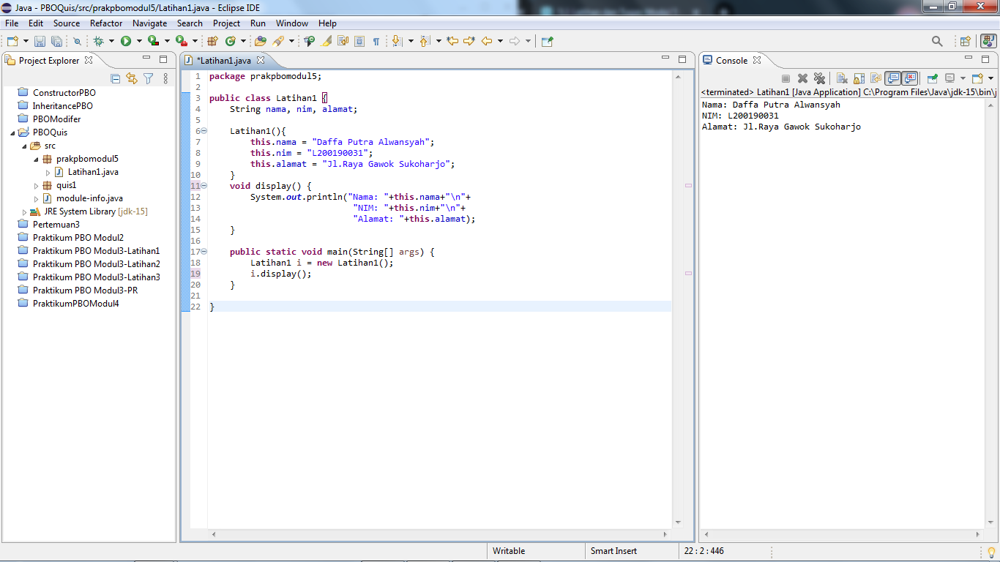 Java - PBOQuis/src/prakpbomodul5/Latihan1.java - Eclipse IDE
File Edit Source Refactor Navigate Search Project Run Window Help
Project Explorer
ConstructorPBO
InheritancePBO
PBOModifer
PBOQuis
src
prakpbomodul5
Latihan1.java
quis1
module-info.java
JRE System Library [jdk-15]
Pertemuan3
Praktikum PBO Modul2
Praktikum PBO Modul3-Latihan1
Praktikum PBO Modul3-Latihan2
Praktikum PBO Modul3-Latihan3
Praktikum PBO Modul3-PR
PraktikumPBOModul4
*Latihan1.java
1 package prakpbomodul5;
2
3 public class Latihan1 {
4     String nama, nim, alamat;
5
6     Latihan1(){
7         this.nama = "Daffa Putra Alwansyah";
8         this.nim = "L200190031";
9         this.alamat = "Jl.Raya Gawok Sukoharjo";
10     }
11     void display() {
12         System.out.println("Nama: "+this.nama+"\n"+
13                             "NIM: "+this.nim+"\n"+
14                             "Alamat: "+this.alamat);
15     }
16
17     public static void main(String[] args) {
18         Latihan1 i = new Latihan1();
19         i.display();
20     }
21
22 }
Console
<terminated> Latihan1 [Java Application] C:\Program Files\Java\jdk-15\bin\j
Nama: Daffa Putra Alwansyah
NIM: L200190031
Alamat: Jl.Raya Gawok Sukoharjo
Writable
Smart Insert
22 : 2 : 446